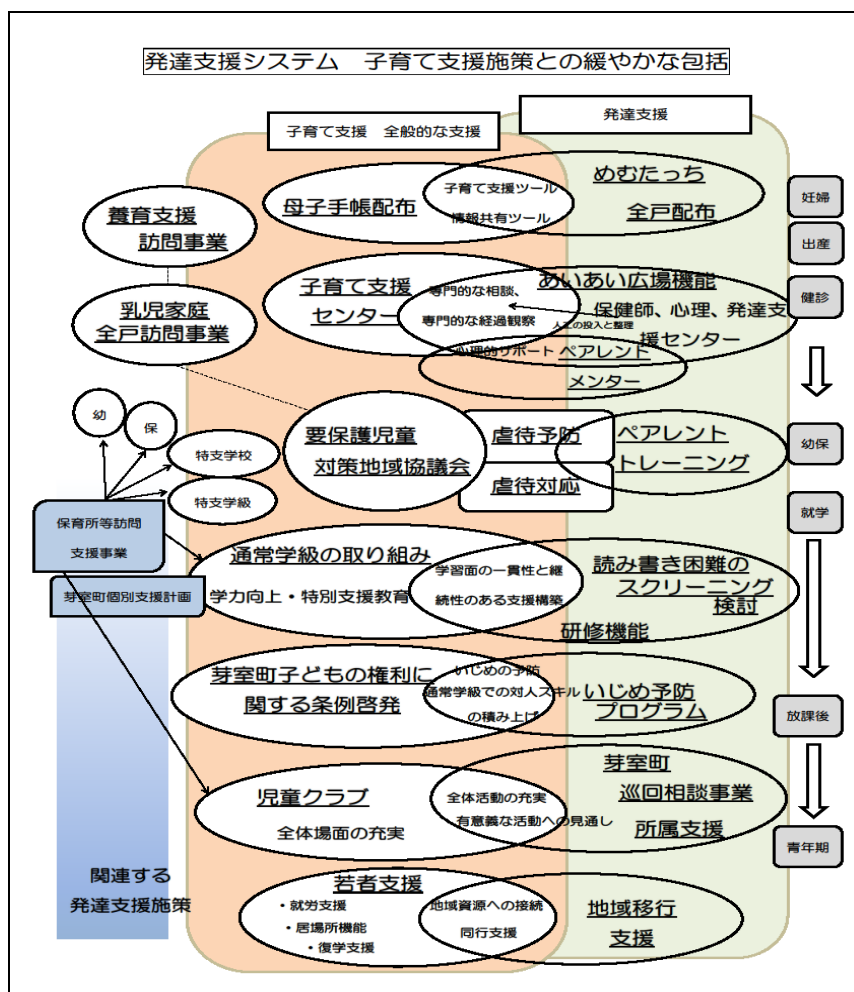 発達支援システム　子育て支援施策との緩やかな包括
子育て支援　全般的な支援
発達支援
母子手帳配布
子育て支援ツール
情報共有ツール
めむたっち
全戸配布
妊婦
出産
養育支援
訪問事業
乳児家庭
全戸訪問事業
子育て支援
センター
専門的な相談、
専門的な経過観察
あいあい広場機能
保健師、心理、発達支
援センター
人工の投入と整理
健診
心理的サポート
ペアレント
メンター
幼
保
特支学校
特支学級
要保護児童
対策地域協議会
虐待予防
虐待対応
ペアレント
トレーニング
幼保
就学
保育所等訪問
支援事業
芽室町個別支援計画
通常学級の取り組み
学力向上・特別支援教育
学習面の一貫性と継
続性のある支援構築
読み書き困難の
スクリーニング
検討
研修機能
芽室町子どもの権利に
関する条例啓発
いじめの予防
通常学級での対人スキル
の積み上げ
いじめ予防
プログラム
放課後
児童クラブ
全体場面の充実
全体活動の充実
有意義な活動への見通し
芽室町
巡回相談事業
所属支援
青年期
関連する
発達支援施策
若者支援
・就労支援
・居場所機能
・復学支援
地域資源への接続
同行支援
地域移行
支援